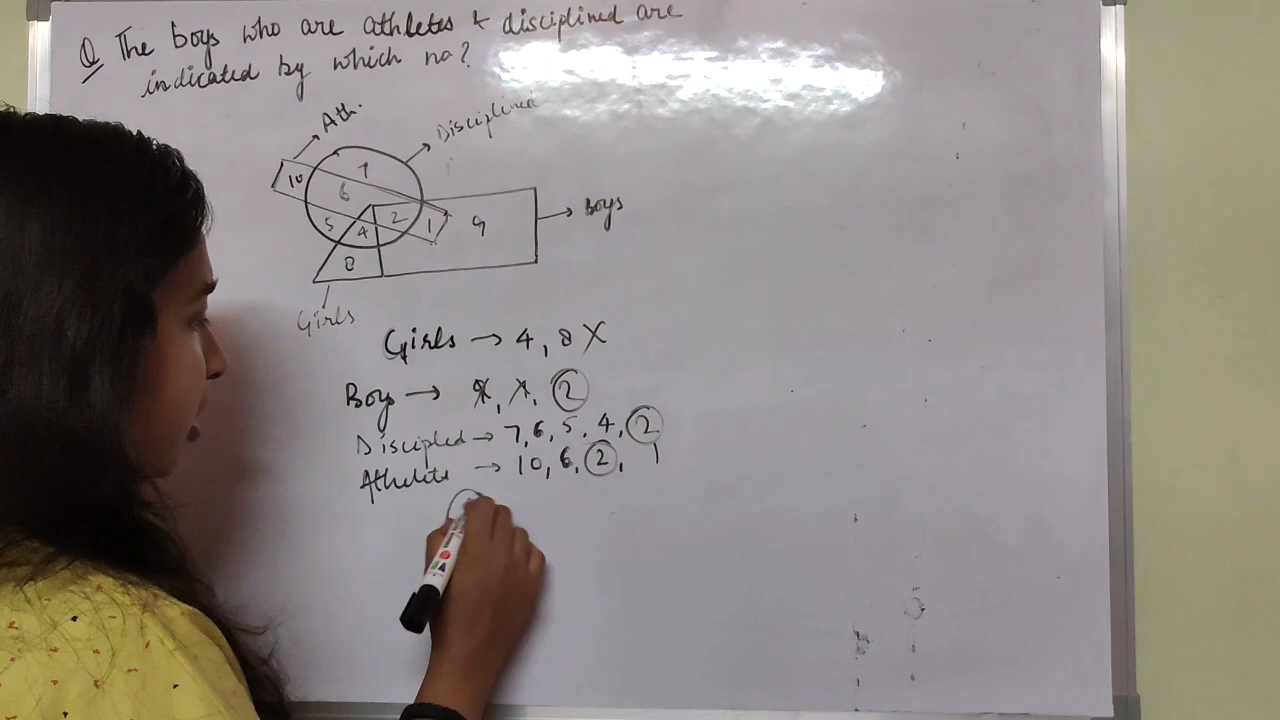 Q The boys who are athletes & disciplined are
indicated by which no?
Ath.
Disciplined
10
7
6
5
4
2
1
9
8
Boys
Girls
Girls → 4, 8 X
Boy → 9, 1, 2
Discipled → 7, 6, 5, 4, 2
Athelete → 10, 6, 2, 1